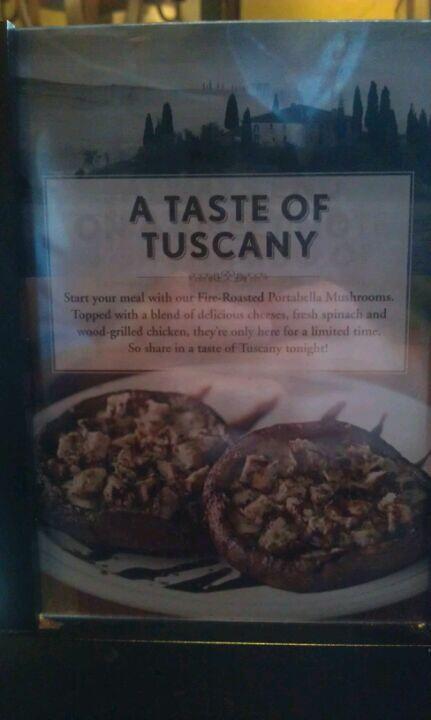 A TASTE OF
TUSCANY
Start your meal with our Fire-Roasted Portabella Mushrooms.
Topped with a blend of delicious cheeses, fresh spinach and
wood-grilled chicken, they're only here for a limited time.
So share in a taste of Tuscany tonight!